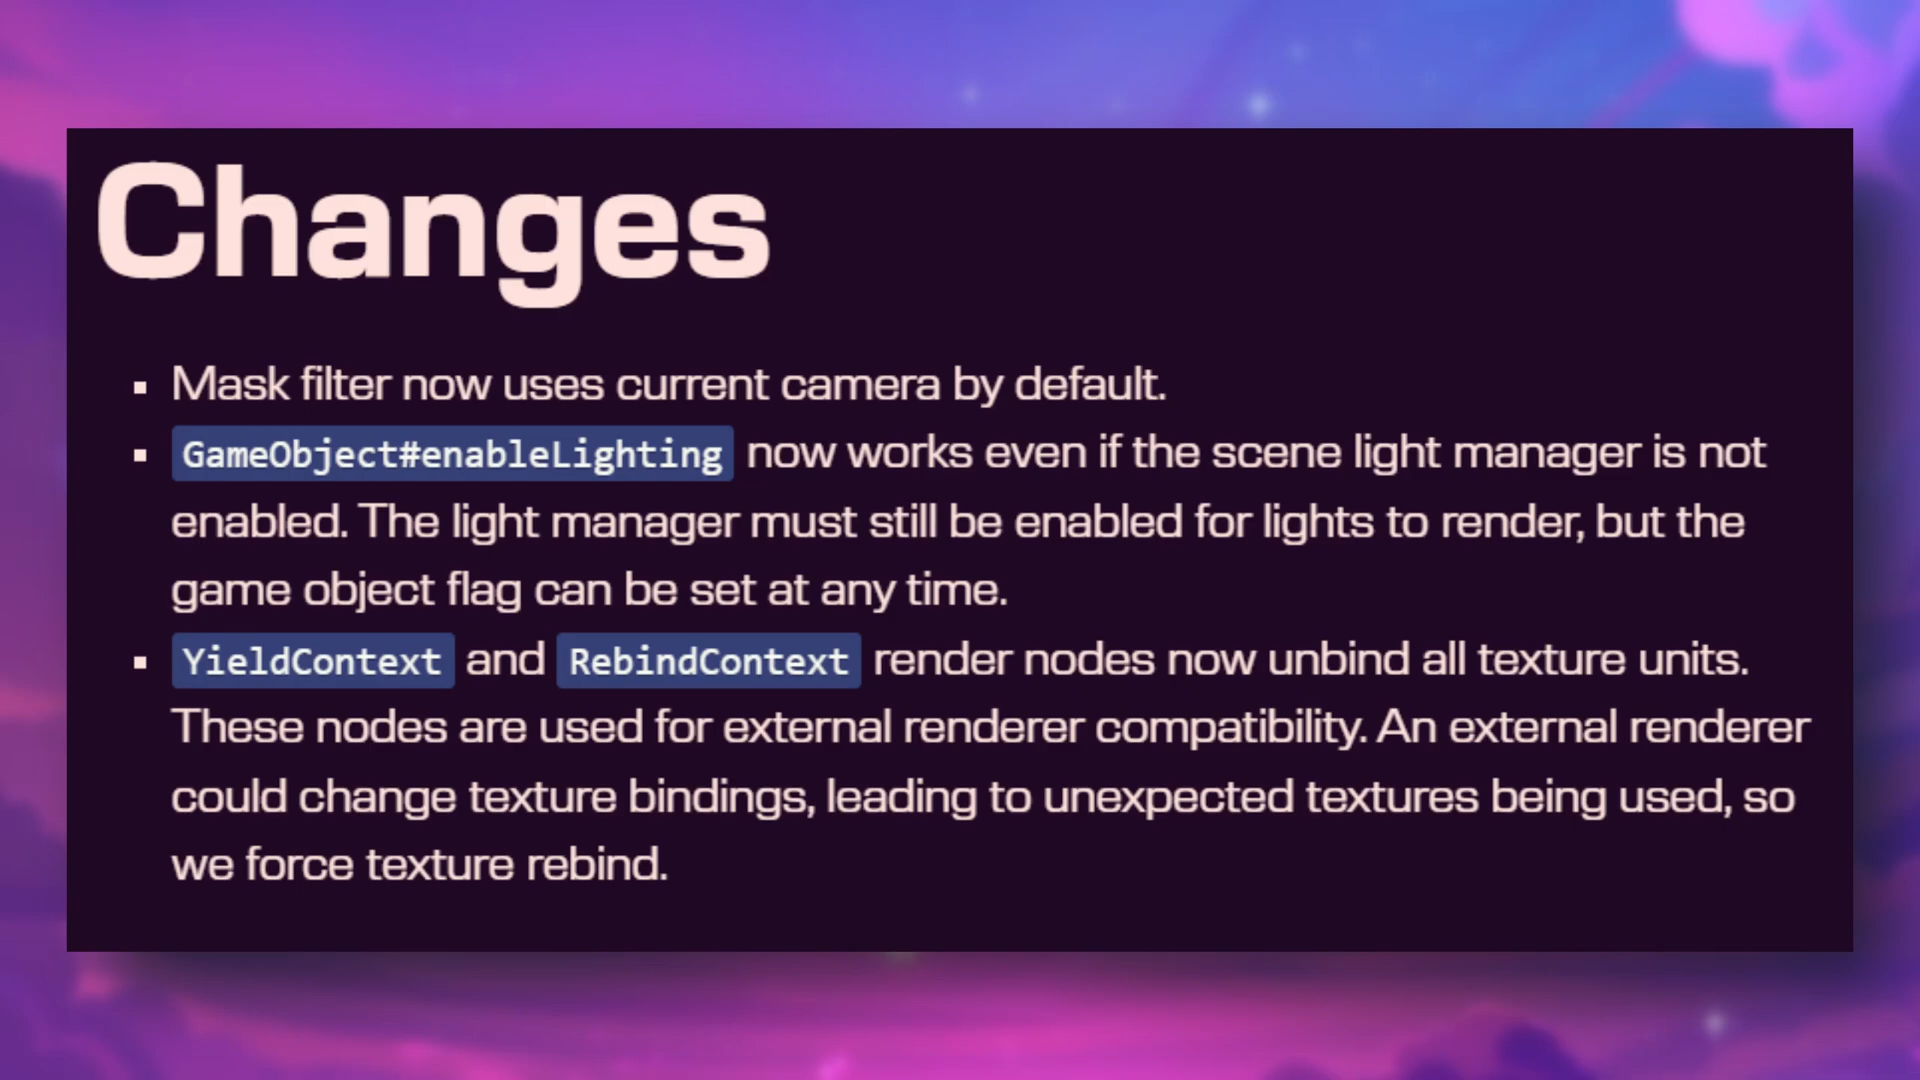 Changes
▪ Mask filter now uses current camera by default.
▪ GameObject#enableLighting now works even if the scene light manager is not
enabled. The light manager must still be enabled for lights to render, but the
game object flag can be set at any time.
▪ YieldContext and RebindContext render nodes now unbind all texture units.
These nodes are used for external renderer compatibility. An external renderer
could change texture bindings, leading to unexpected textures being used, so
we force texture rebind.